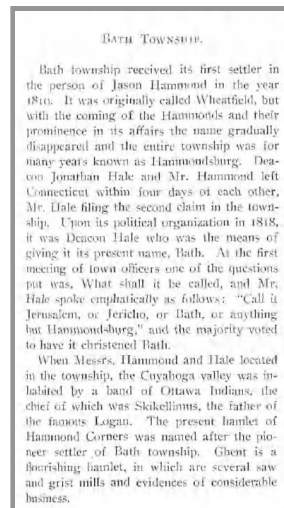 BATH TOWNSHIP.
Bath township received its first settler in
the person of Jason Hammond in the year
1810. It was originally called Wheatfield, but
with the coming of the Hammonds and their
prominence in its affairs the name gradually
disappeared and the entire township was for
many years known as Hammondsburg. Dea-
con Jonathan Hale and Mr. Hammond left
Connecticut within four days of each other,
Mr. Hale filing the second claim in the town-
ship. Upon its political organization in 1818,
it was Deacon Hale who was the means of
giving it its present name, Bath. At the first
meeting of town officers one of the questions
put was, What shall it be called, and Mr.
Hale spoke emphatically as follows: "Call it
Jerusalem, or Jericho, or Bath, or anything
but Hammond-burg," and the majority voted
to have it christened Bath.
When Messrs. Hammond and Hale located
in the township, the Cuyahoga valley was in-
habited by a band of Ottawa Indians, the
chief of which was Skikellimus, the father of
the famous Logan. The present hamlet of
Hammond Corners was named after the pio-
neer settler of Bath township. Ghent is a
flourishing hamlet, in which are several saw
and grist mills and evidences of considerable
business.